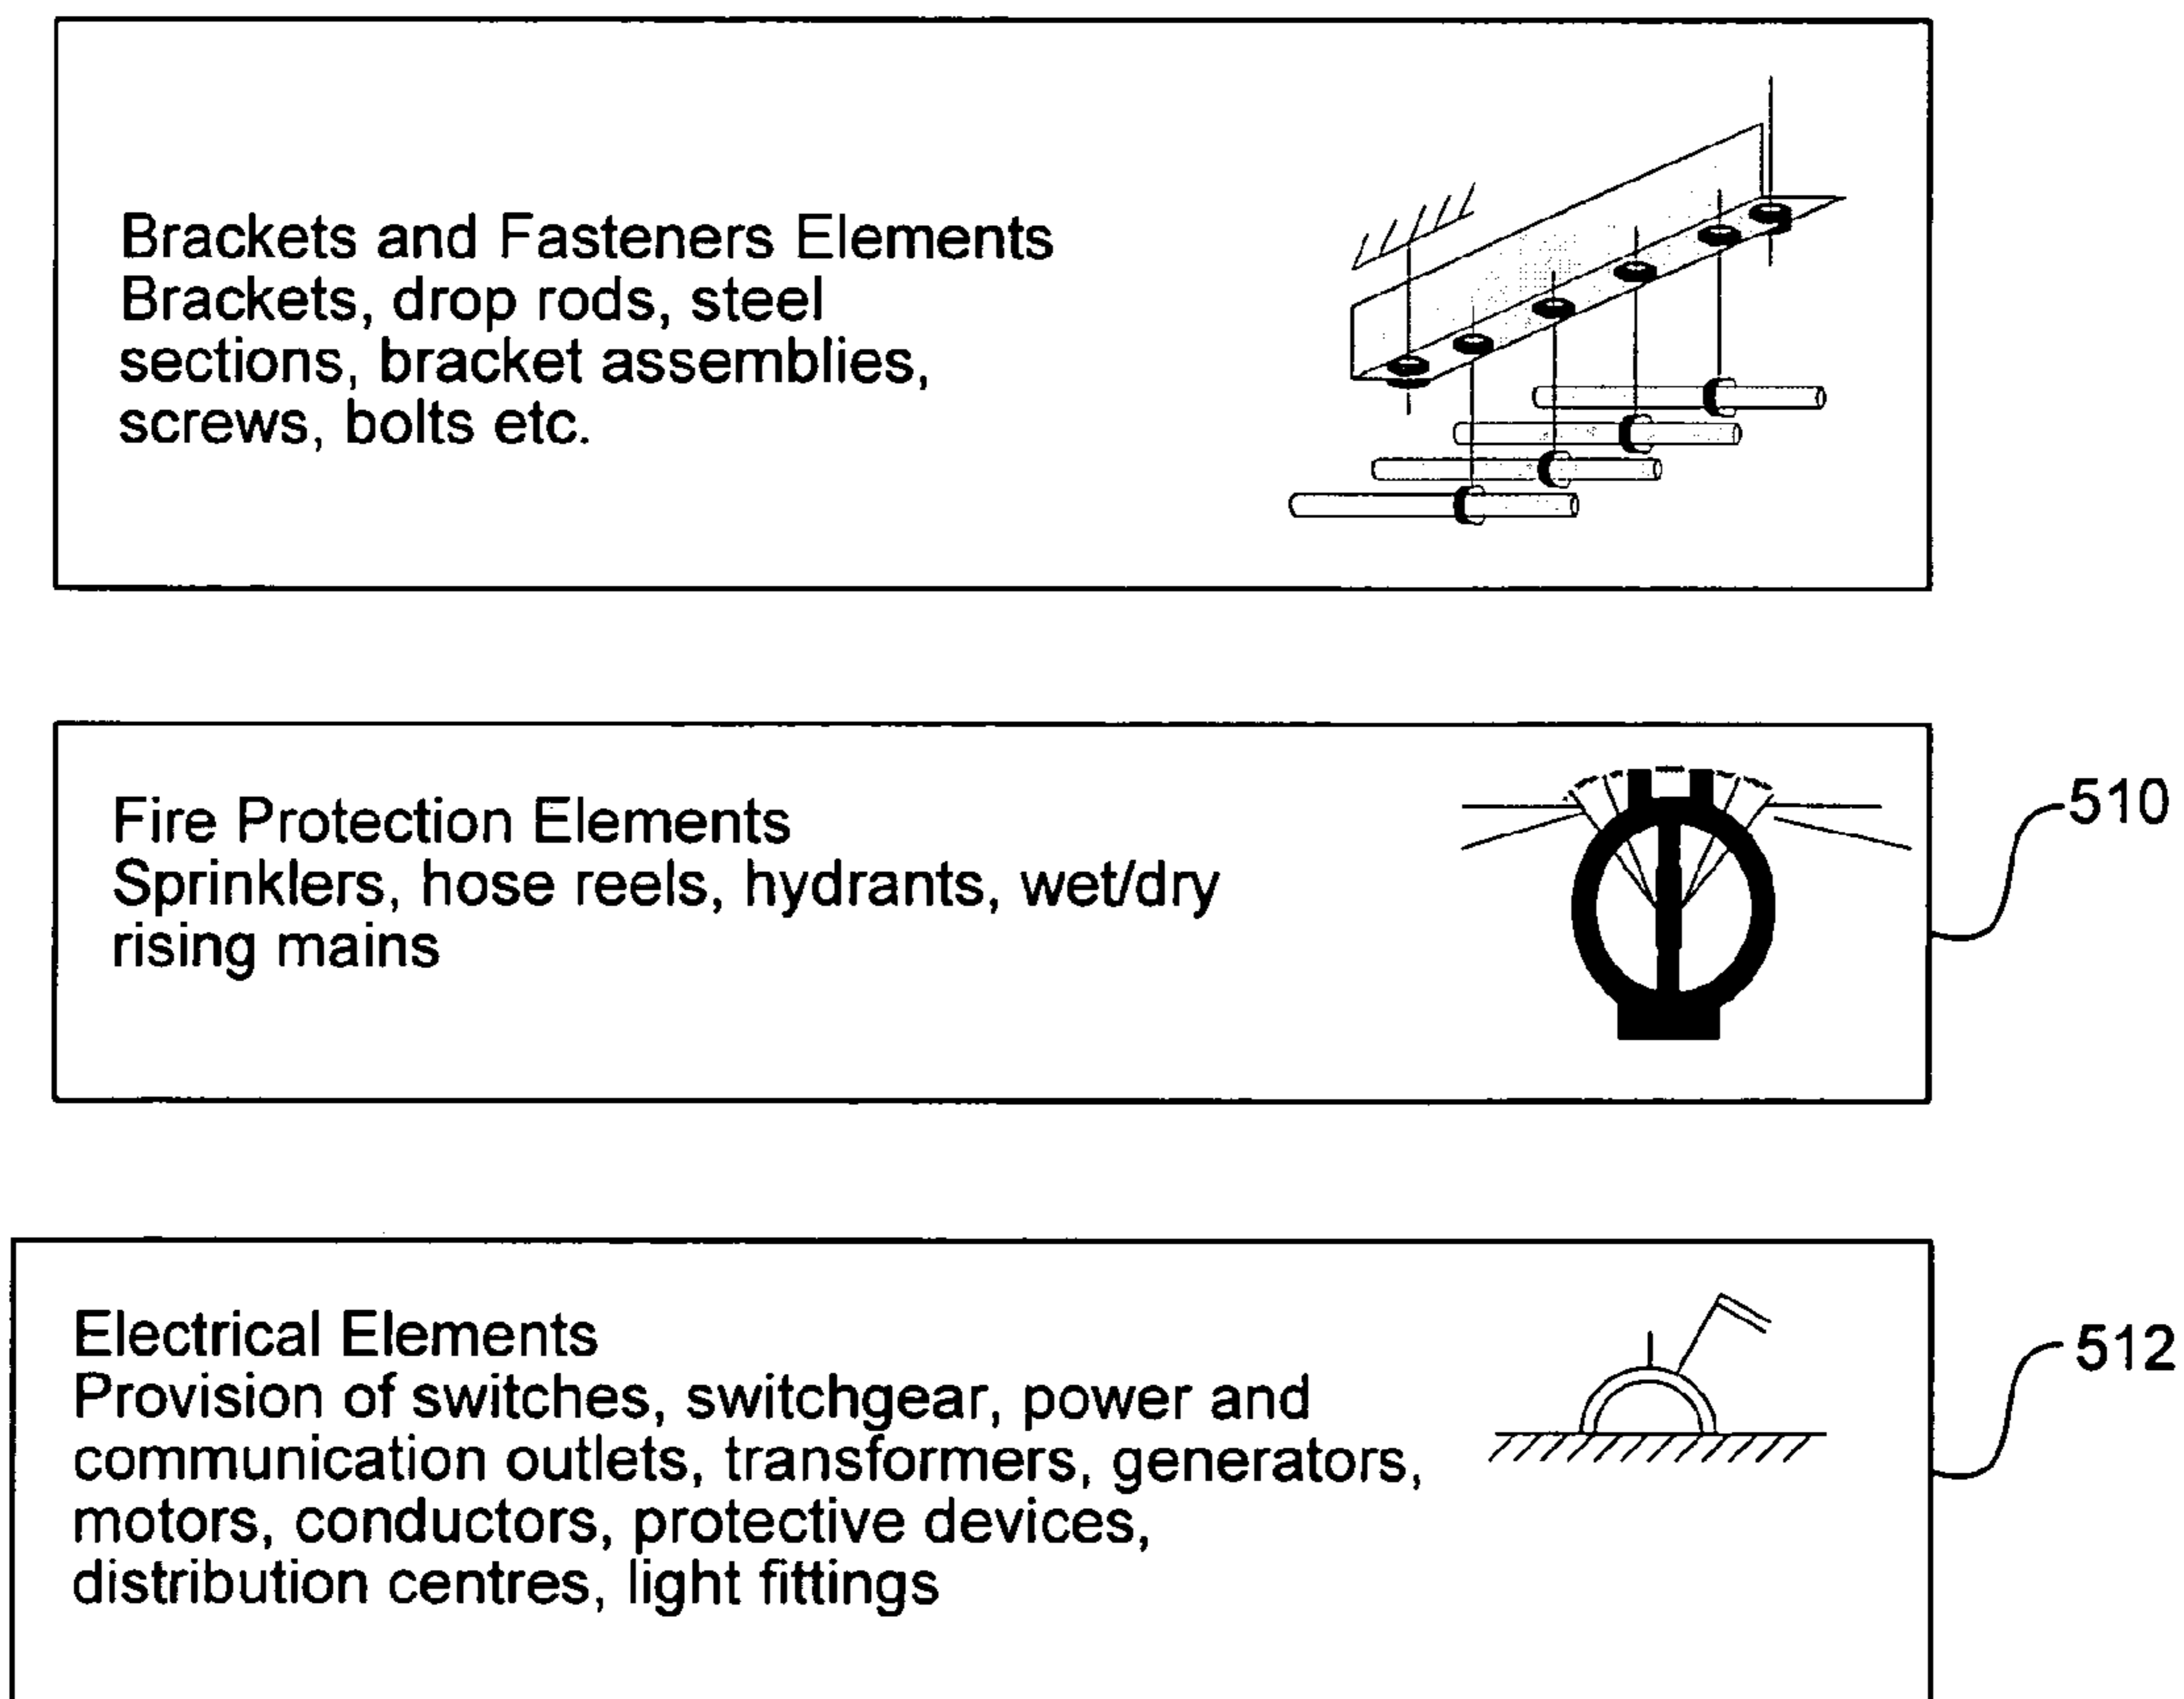 Brackets and Fasteners Elements
Brackets, drop rods, steel
sections, bracket assemblies,
screws, bolts etc.
Fire Protection Elements
Sprinklers, hose reels, hydrants, wet/dry
rising mains
510
Electrical Elements
Provision of switches, switchgear, power and
communication outlets, transformers, generators,
motors, conductors, protective devices,
distribution centres, light fittings
512